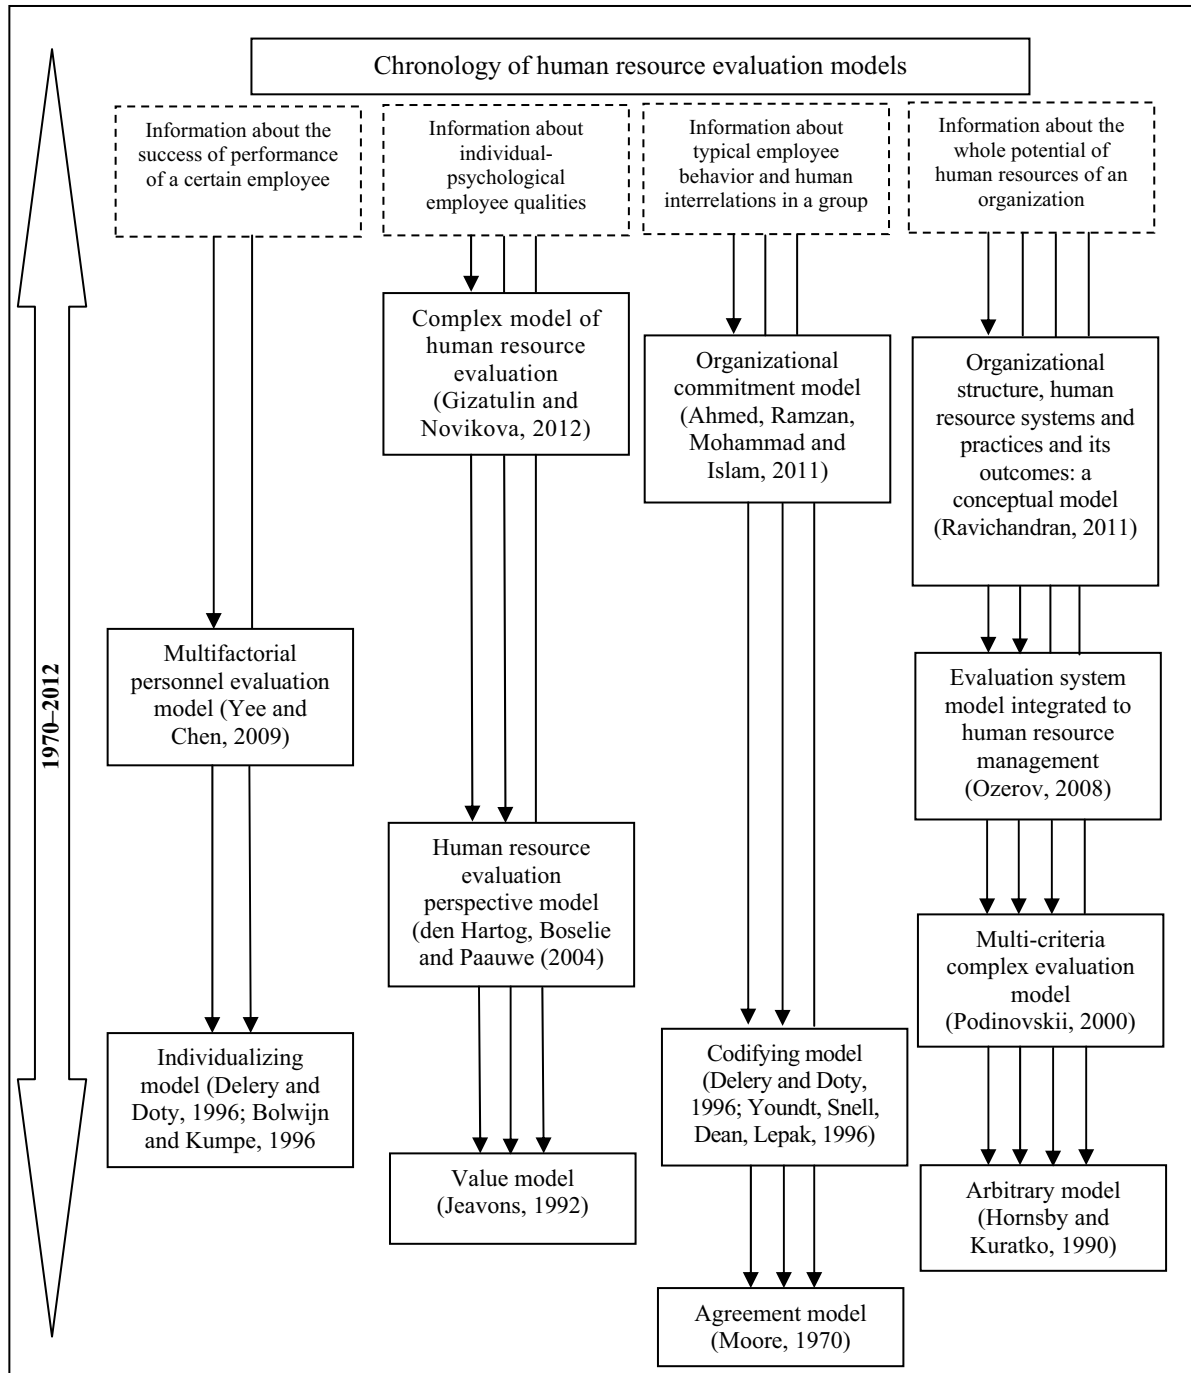 Chronology of human resource evaluation models
1970–2012
Information about the
success of performance
of a certain employee
Multifactorial
personnel evaluation
model (Yee and
Chen, 2009)
Individualizing
model (Delery and
Doty, 1996; Bolwijn
and Kumpe, 1996
Information about
individual-
psychological
employee qualities
Complex model of
human resource
evaluation
(Gizatulin and
Novikova, 2012)
Human resource
evaluation
perspective model
(den Hartog, Boselie
and Paauwe (2004)
Value model
(Jeavons, 1992)
Information about
typical employee
behavior and human
interrelations in a group
Organizational
commitment model
(Ahmed, Ramzan,
Mohammad and
Islam, 2011)
Codifying model
(Delery and Doty,
1996; Youndt, Snell,
Dean, Lepak, 1996)
Agreement model
(Moore, 1970)
Information about the
whole potential of
human resources of an
organization
Organizational
structure, human
resource systems and
practices and its
outcomes: a
conceptual model
(Ravichandran, 2011)
Evaluation system
model integrated to
human resource
management
(Ozerov, 2008)
Multi-criteria
complex evaluation
model
(Podinovskii, 2000)
Arbitrary model
(Hornsby and
Kuratko, 1990)